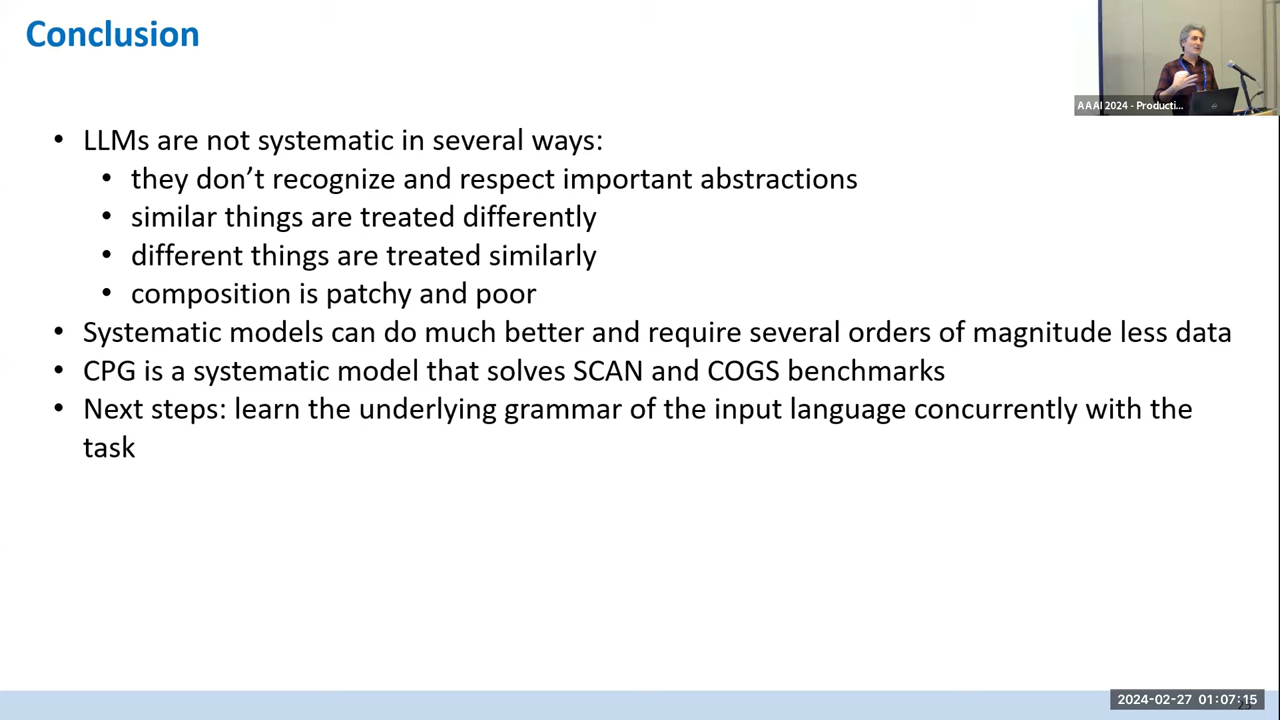 Conclusion
AAAI 2024 - Producti...
• LLMs are not systematic in several ways:
• they don’t recognize and respect important abstractions
• similar things are treated differently
• different things are treated similarly
• composition is patchy and poor
• Systematic models can do much better and require several orders of magnitude less data
• CPG is a systematic model that solves SCAN and COGS benchmarks
• Next steps: learn the underlying grammar of the input language concurrently with the
task
2024-02-27 01:07:15